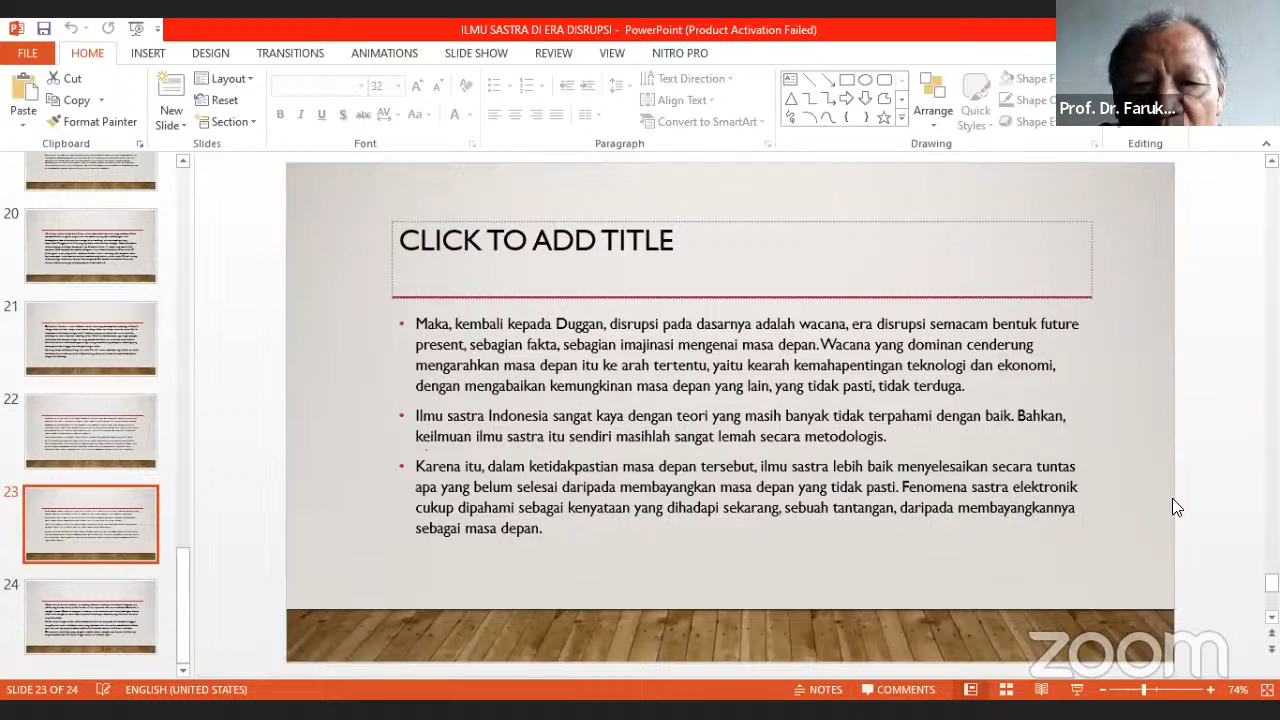 ILMU SASTRA DI ERA DISRUPSI - PowerPoint (Product Activation Failed)
FILE HOME INSERT DESIGN TRANSITIONS ANIMATIONS SLIDE SHOW REVIEW VIEW NITRO PRO
Paste
Cut
Copy
Format Painter
Clipboard
New
Slide
Layout
Reset
Section
Slides
32
Font
Text Direction
Align Text
Convert to SmartArt
Paragraph
Arrange
Quick
Styles
Shape F
Shape
Shape E
Drawing
Editing
Prof. Dr. Faruk...
20
21
22
23
24
CLICK TO ADD TITLE
• Maka, kembali kepada Duggan, disrupsi pada dasarnya adalah wacana, era disrupsi semacam bentuk future
present, sebagian fakta, sebagian imajinasi mengenai masa depan. Wacana yang dominan cenderung
mengarahkan masa depan itu ke arah tertentu, yaitu kearah kemahapentingan teknologi dan ekonomi,
dengan mengabaikan kemungkinan masa depan yang lain, yang tidak pasti, tidak terduga.
• Ilmu sastra Indonesia sangat kaya dengan teori yang masih banyak tidak terpahami dengan baik. Bahkan,
keilmuan ilmu sastra itu sendiri masihlah sangat lemah secara metodologis.
• Karena itu, dalam ketidakpastian masa depan tersebut, ilmu sastra lebih baik menyelesaikan secara tuntas
apa yang belum selesai daripada membayangkan masa depan yang tidak pasti. Fenomena sastra elektronik
cukup dipahami sebagai kenyataan yang dihadapi sekarang, sebuah tantangan, daripada membayangkannya
sebagai masa depan.
zoom
SLIDE 23 OF 24 ENGLISH (UNITED STATES) NOTES COMMENTS 74%